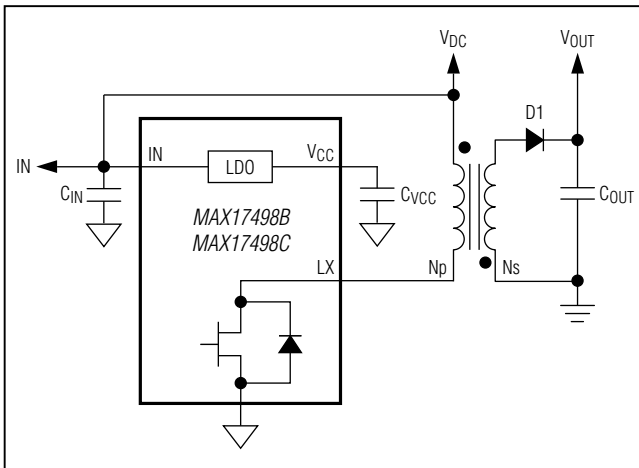 VDC
VOUT
D1
IN
IN
LDO
VCC
CIN
CVCC
COUT
MAX17498B
MAX17498C
LX
Np
Ns